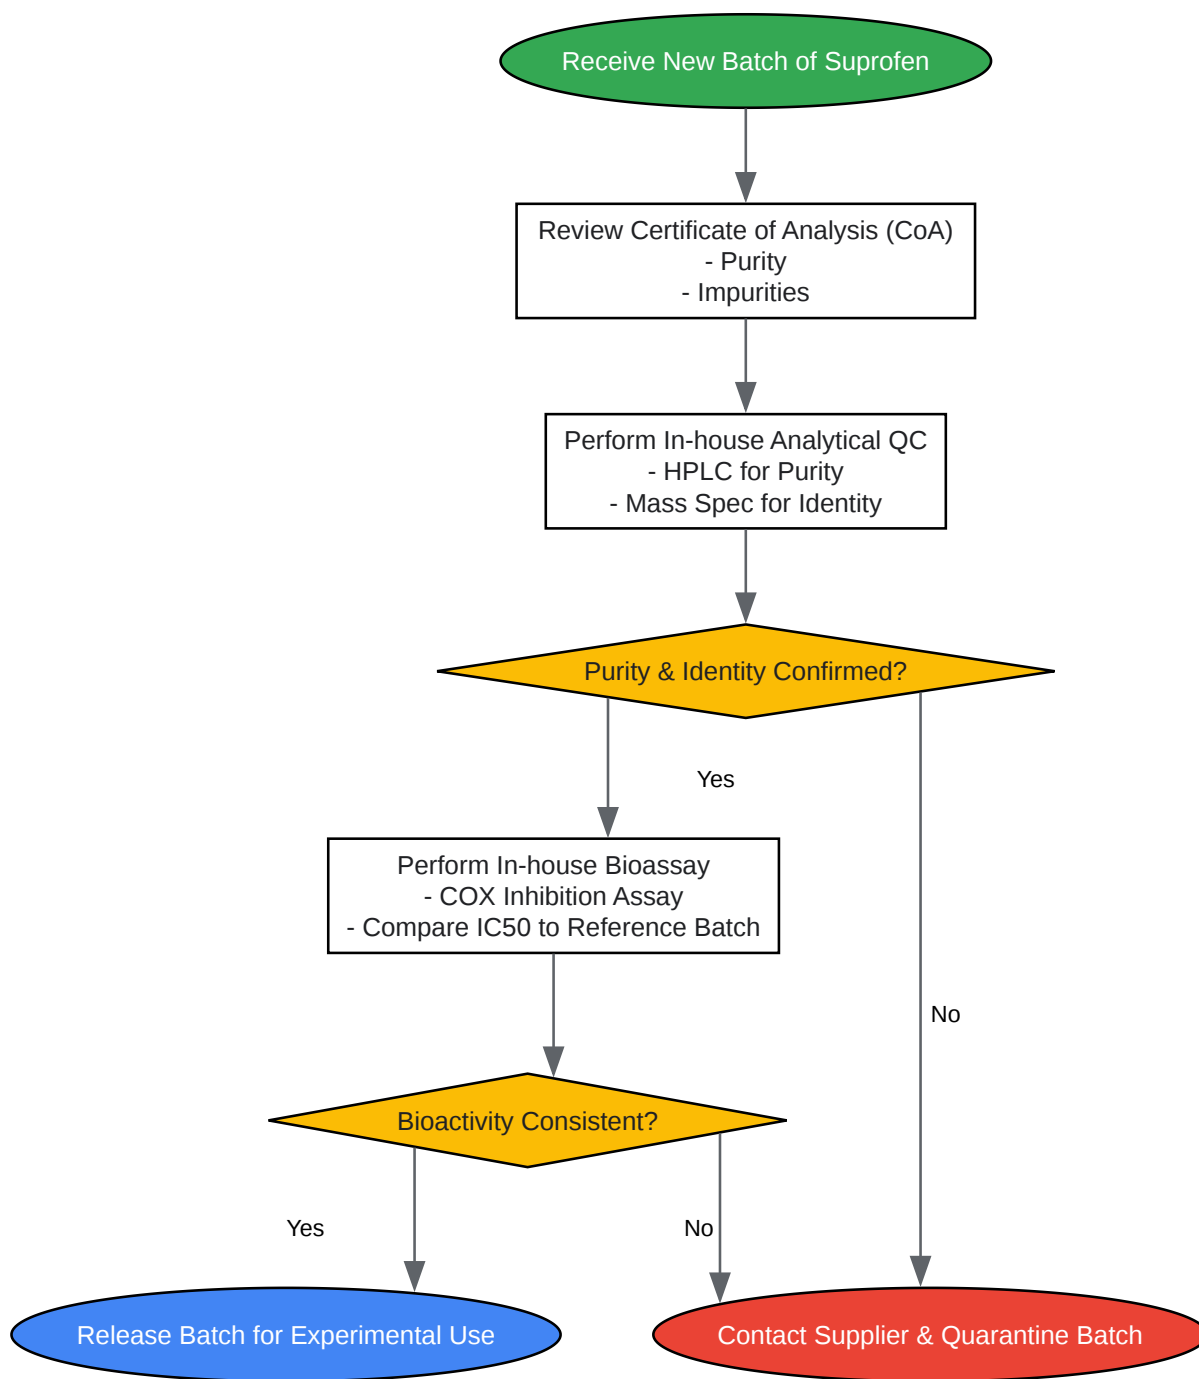 Receive New Batch of Suprofen
Review Certificate of Analysis (CoA)
- Purity
- Impurities
Perform In-house Analytical QC
- HPLC for Purity
- Mass Spec for Identity
Purity & Identity Confirmed?
Yes
Perform In-house Bioassay
- COX Inhibition Assay
- Compare IC50 to Reference Batch
No
Bioactivity Consistent?
Yes
No
Release Batch for Experimental Use
Contact Supplier & Quarantine Batch